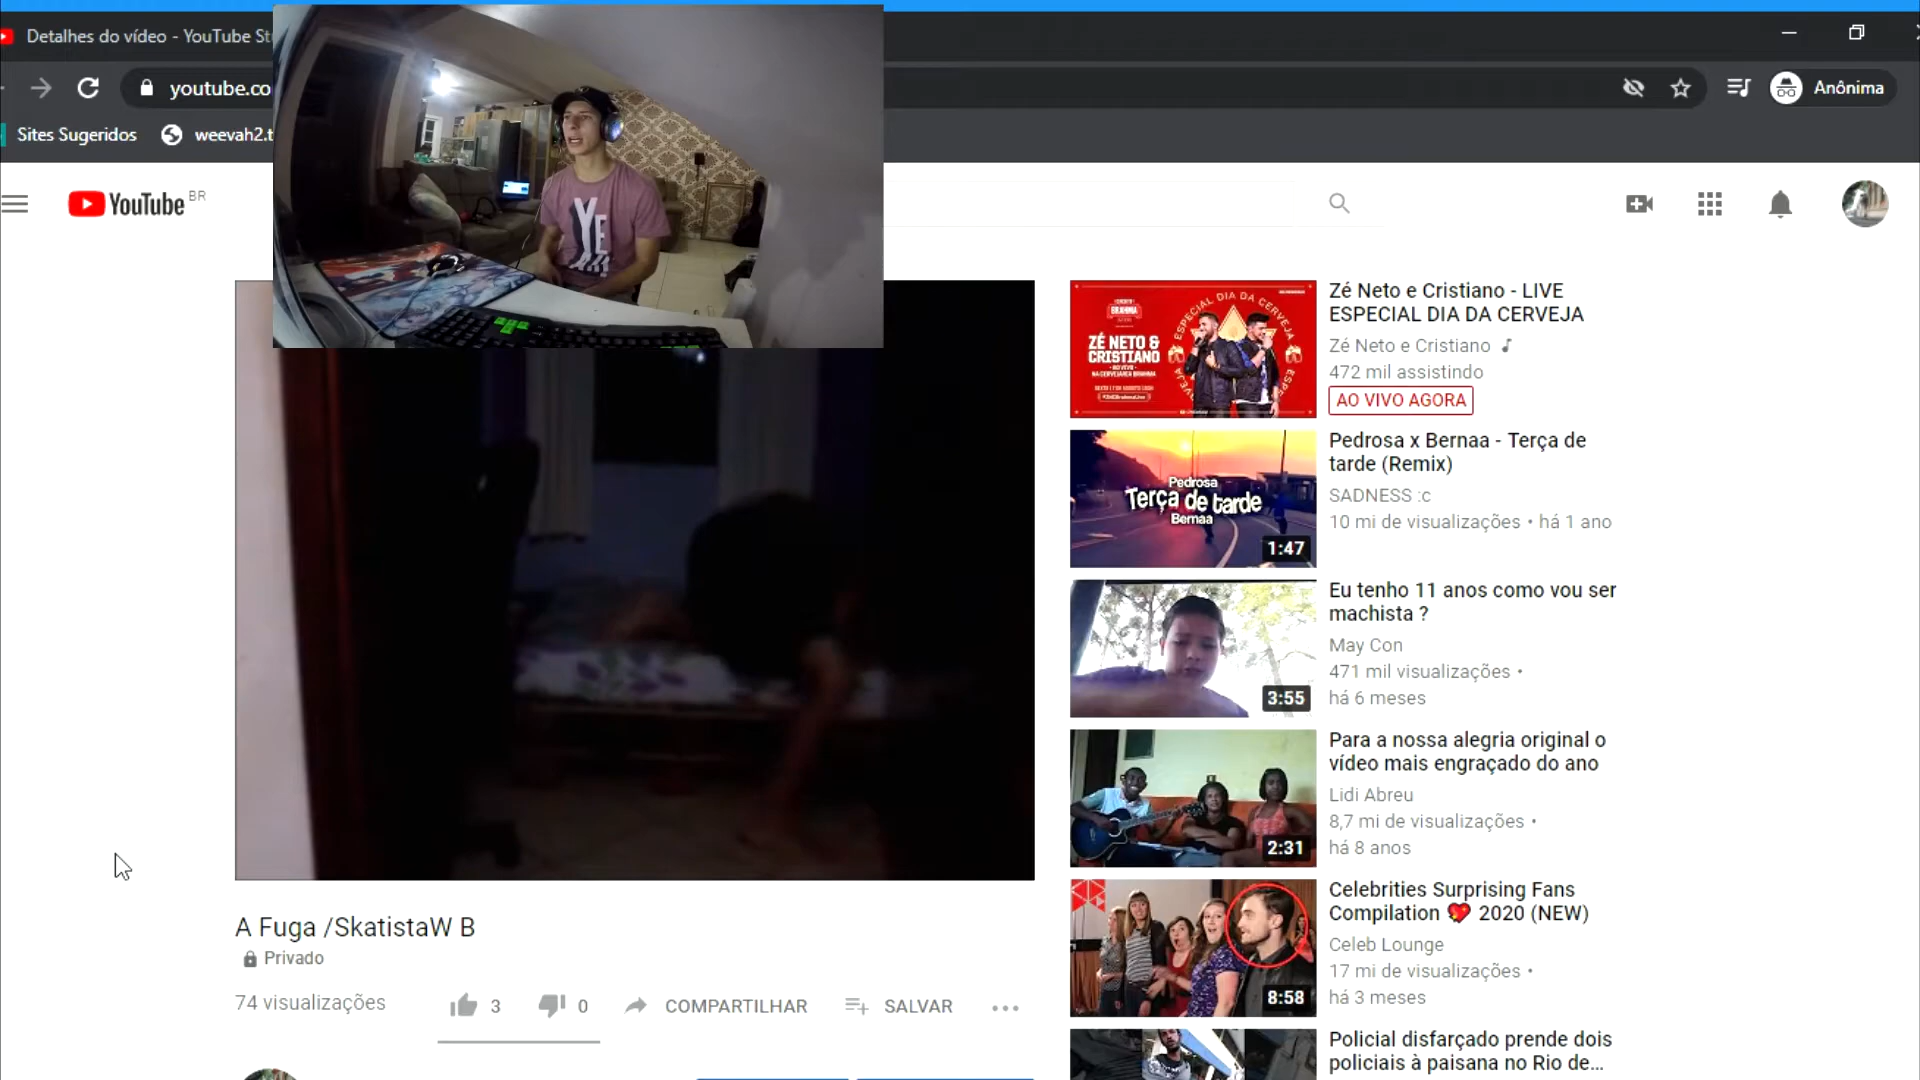 Detalhes do vídeo - YouTube St
youtube.co
Anônima
Sites Sugeridos
weevah2.t
YouTube BR
YE
AH!
ZÉ NETO &
CRISTIANO
ESPECIAL DIA DA CERVEJA
Zé Neto e Cristiano - LIVE
ESPECIAL DIA DA CERVEJA
Zé Neto e Cristiano
472 mil assistindo
AO VIVO AGORA
Pedrosa
Terça de tarde
Bernaa
1:47
Pedrosa x Bernaa - Terça de
tarde (Remix)
SADNESS :c
10 mi de visualizações • há 1 ano
3:55
Eu tenho 11 anos como vou ser
machista ?
May Con
471 mil visualizações •
há 6 meses
2:31
Para a nossa alegria original o
vídeo mais engraçado do ano
Lidi Abreu
8,7 mi de visualizações •
há 8 anos
8:58
Celebrities Surprising Fans
Compilation 💘 2020 (NEW)
Celeb Lounge
17 mi de visualizações •
há 3 meses
Policial disfarçado prende dois
policiais à paisana no Rio de...
A Fuga /SkatistaW B
Privado
74 visualizações
3
0
COMPARTILHAR
SALVAR